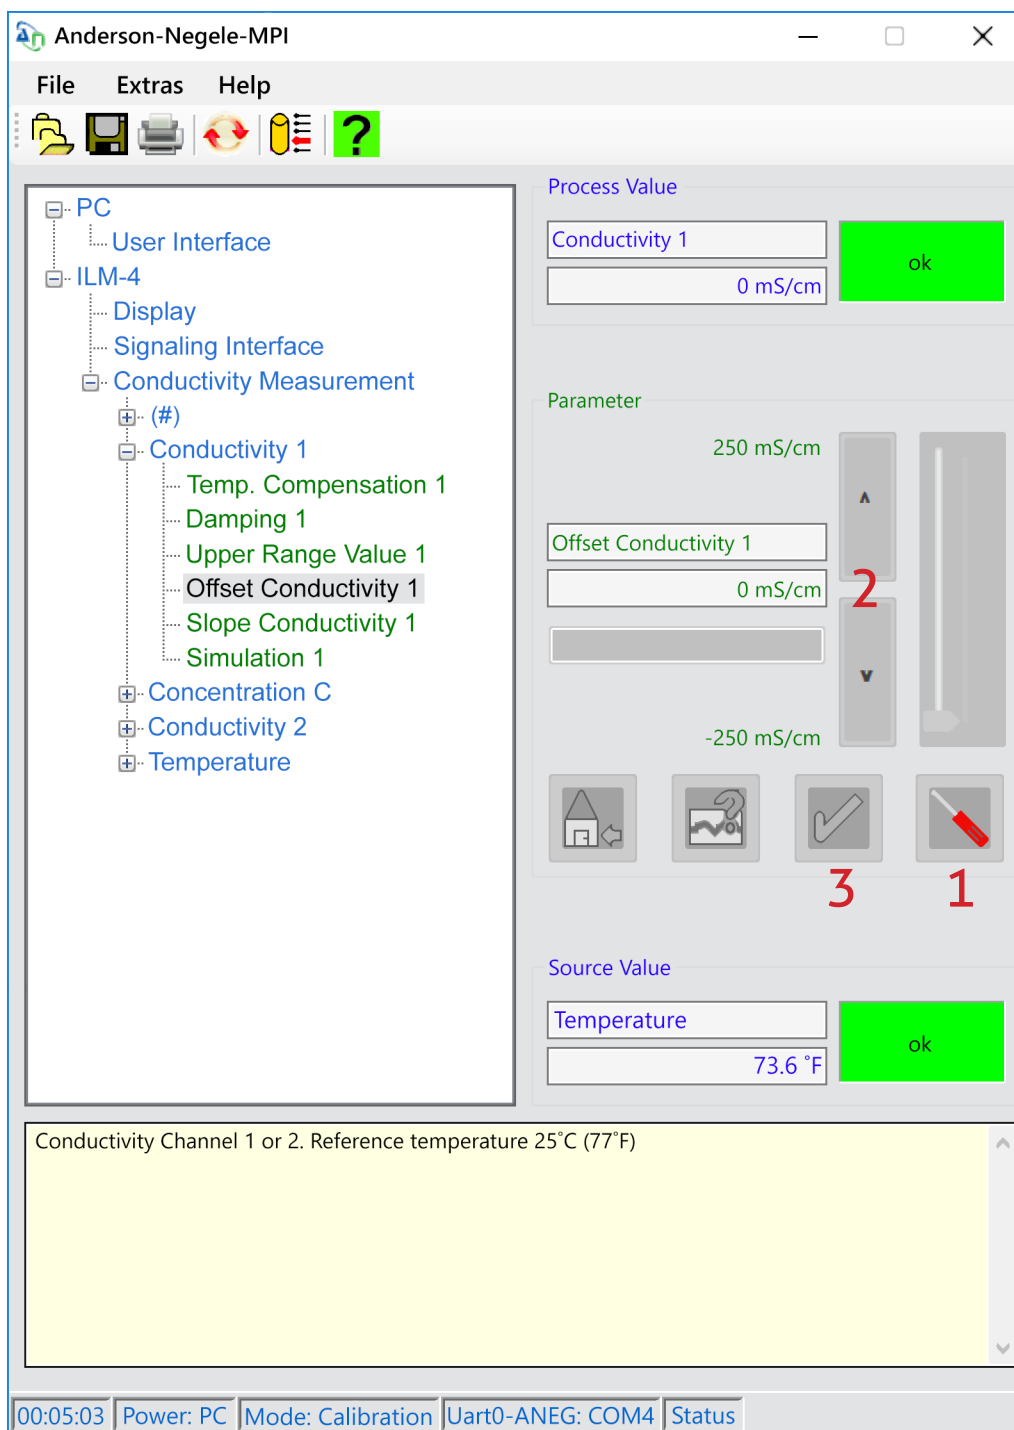 Anderson-Negele-MPI
File Extras Help
?
PC
User Interface
ILM-4
Display
Signaling Interface
Conductivity Measurement
(#)
Conductivity 1
Temp. Compensation 1
Damping 1
Upper Range Value 1
Offset Conductivity 1
Slope Conductivity 1
Simulation 1
Concentration C
Conductivity 2
Temperature
Process Value
Conductivity 1
0 mS/cm
ok
Parameter
250 mS/cm
Offset Conductivity 1
0 mS/cm
-250 mS/cm
2
3
1
Source Value
Temperature
73.6 °F
ok
Conductivity Channel 1 or 2. Reference temperature 25°C (77°F)
00:05:03 Power: PC Mode: Calibration Uart0-ANEG: COM4 Status